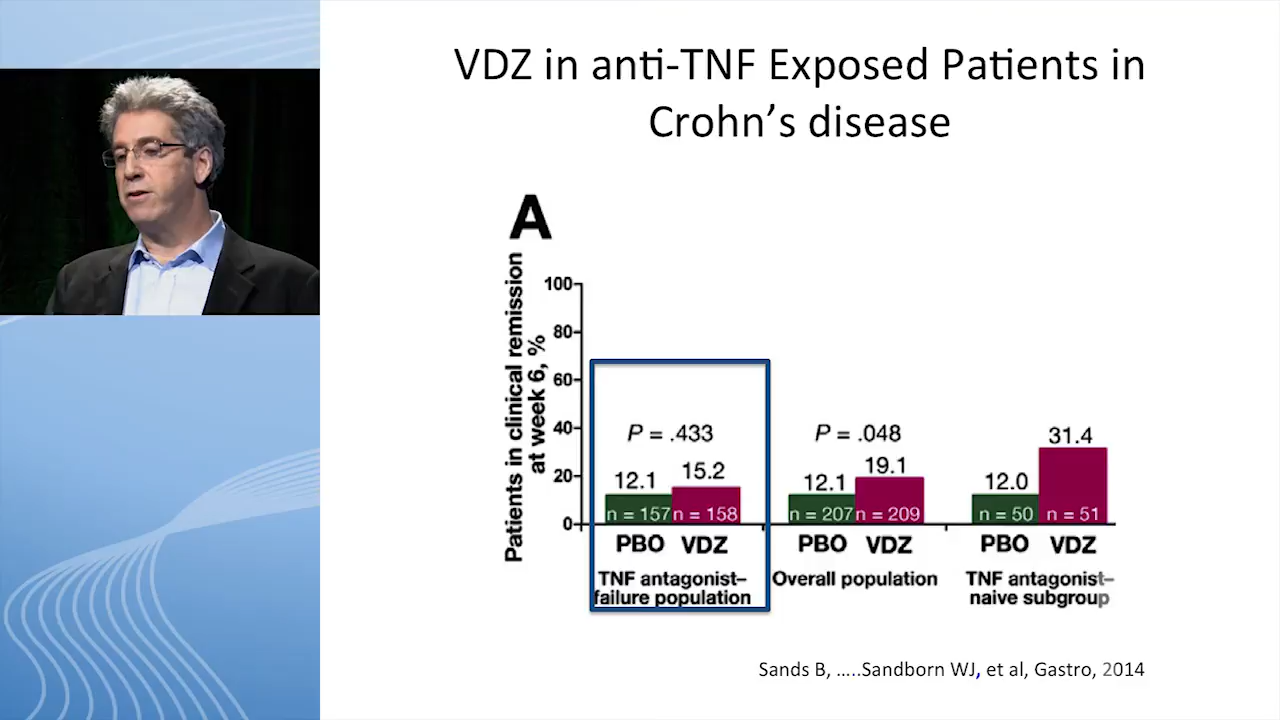 VDZ in anti-TNF Exposed Patients in
Crohn's disease
A
Patients in clinical remission
at week 6, %
100
80
60
40
20
0
P = .433
12.1
15.2
n = 157
n = 158
PBO
VDZ
TNF antagonist–
failure population
P = .048
12.1
19.1
n = 207
n = 209
PBO
VDZ
Overall population
12.0
31.4
n = 50
n = 51
PBO
VDZ
TNF antagonist–
naive subgroup
Sands B, …..Sandborn WJ, et al, Gastro, 2014